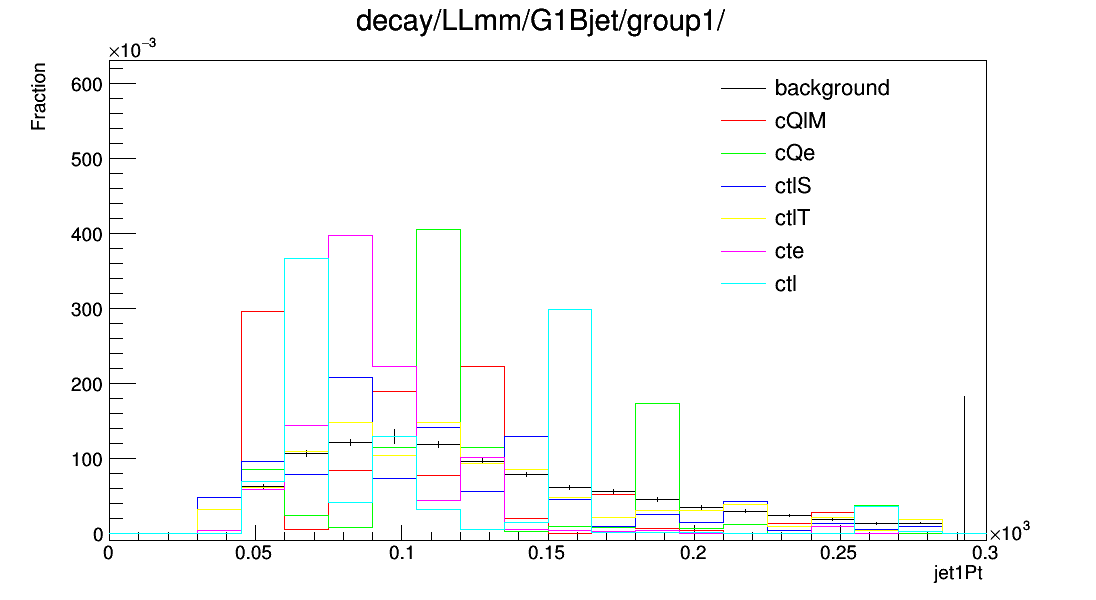 decay/LLmm/G1Bjet/group1/
×10⁻³
Fraction
600
500
400
300
200
100
0
background
cQlM
cQe
ctlS
ctlT
cte
ctl
0 0.05 0.1 0.15 0.2 0.25 0.3
×10³
jet1Pt